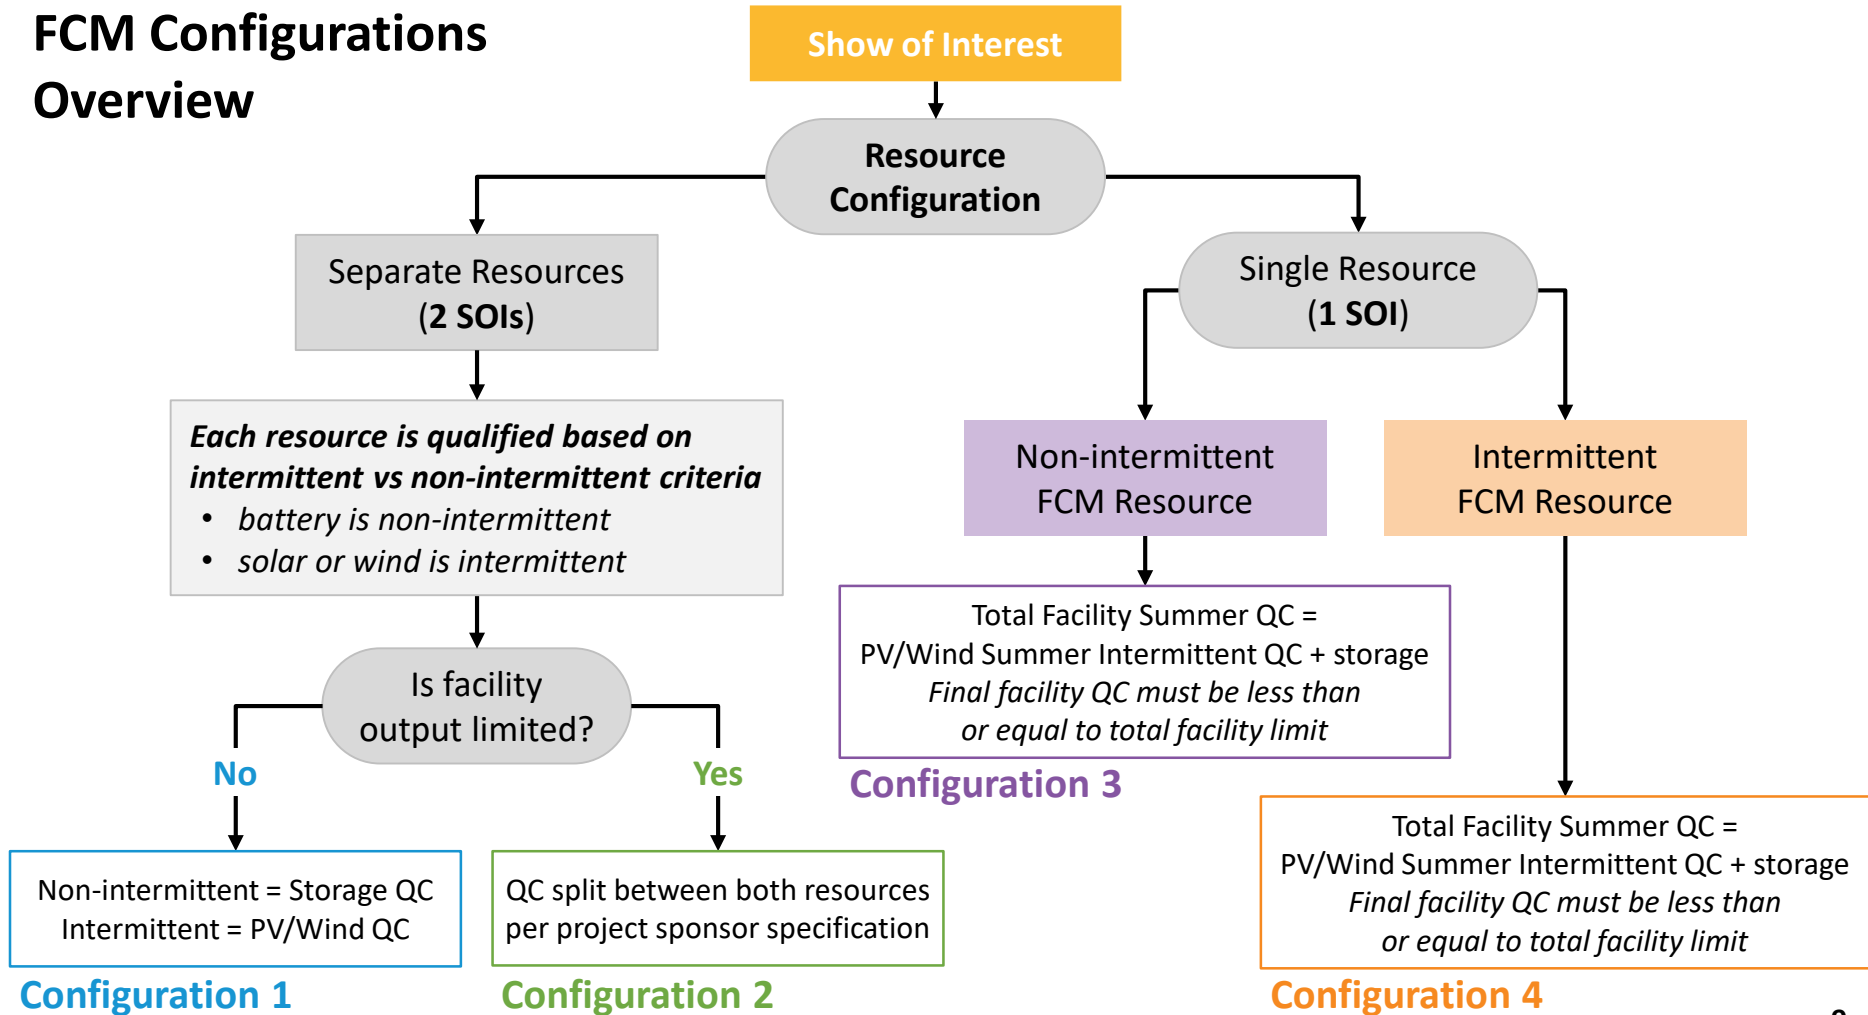 FCM Configurations
Overview
Show of Interest
Resource
Configuration
Separate Resources
(2 SOIs)
Single Resource
(1 SOI)
Each resource is qualified based on
intermittent vs non-intermittent criteria
• battery is non-intermittent
• solar or wind is intermittent
Non-intermittent
FCM Resource
Intermittent
FCM Resource
Is facility
output limited?
No
Yes
Total Facility Summer QC =
PV/Wind Summer Intermittent QC + storage
Final facility QC must be less than
or equal to total facility limit
Configuration 3
Non-intermittent = Storage QC
Intermittent = PV/Wind QC
Configuration 1
QC split between both resources
per project sponsor specification
Configuration 2
Total Facility Summer QC =
PV/Wind Summer Intermittent QC + storage
Final facility QC must be less than
or equal to total facility limit
Configuration 4